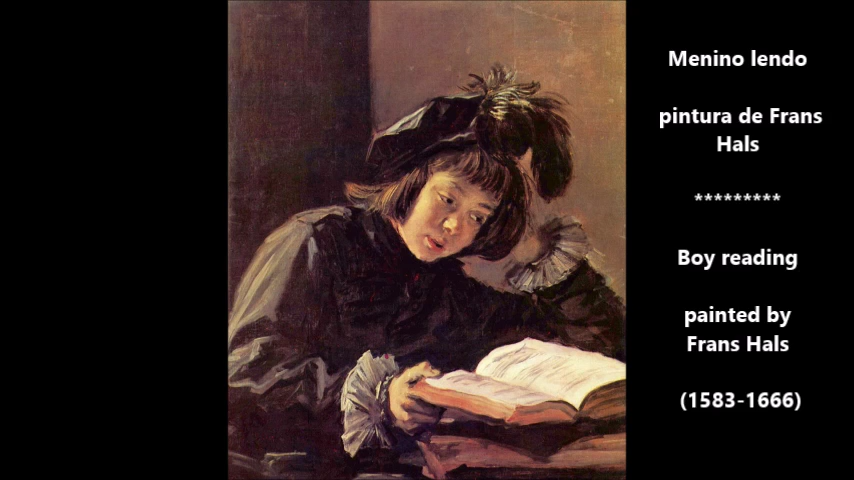 Menino lendo
pintura de Frans
Hals
*********
Boy reading
painted by
Frans Hals
(1583-1666)